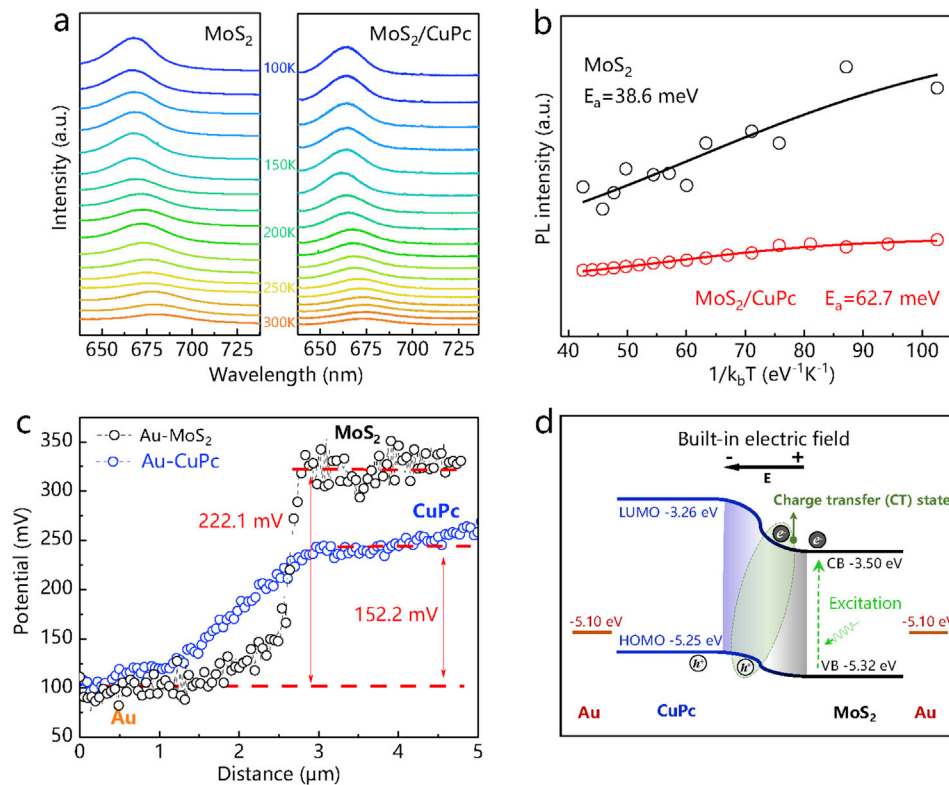 a
MoS₂
MoS₂/CuPc
100K
150K
200K
250K
300K
Intensity (a.u.)
650 675 700 725
650 675 700 725
Wavelength (nm)
b
MoS₂
Eₐ=38.6 meV
MoS₂/CuPc Eₐ=62.7 meV
PL intensity (a.u.)
40 50 60 70 80 90 100
1/k_bT (eV⁻¹K⁻¹)
c
Au-MoS₂
Au-CuPc
MoS₂
CuPc
222.1 mV
152.2 mV
Au
Potential (mV)
350
300
250
200
150
100
50
0 1 2 3 4 5
Distance (μm)
d
Built-in electric field
- +
E
Charge transfer (CT) state
LUMO -3.26 eV
e⁻ e⁻
CB -3.50 eV
Excitation
-5.10 eV
-5.10 eV
HOMO -5.25 eV
VB -5.32 eV
h⁺ h⁺
Au CuPc MoS₂ Au